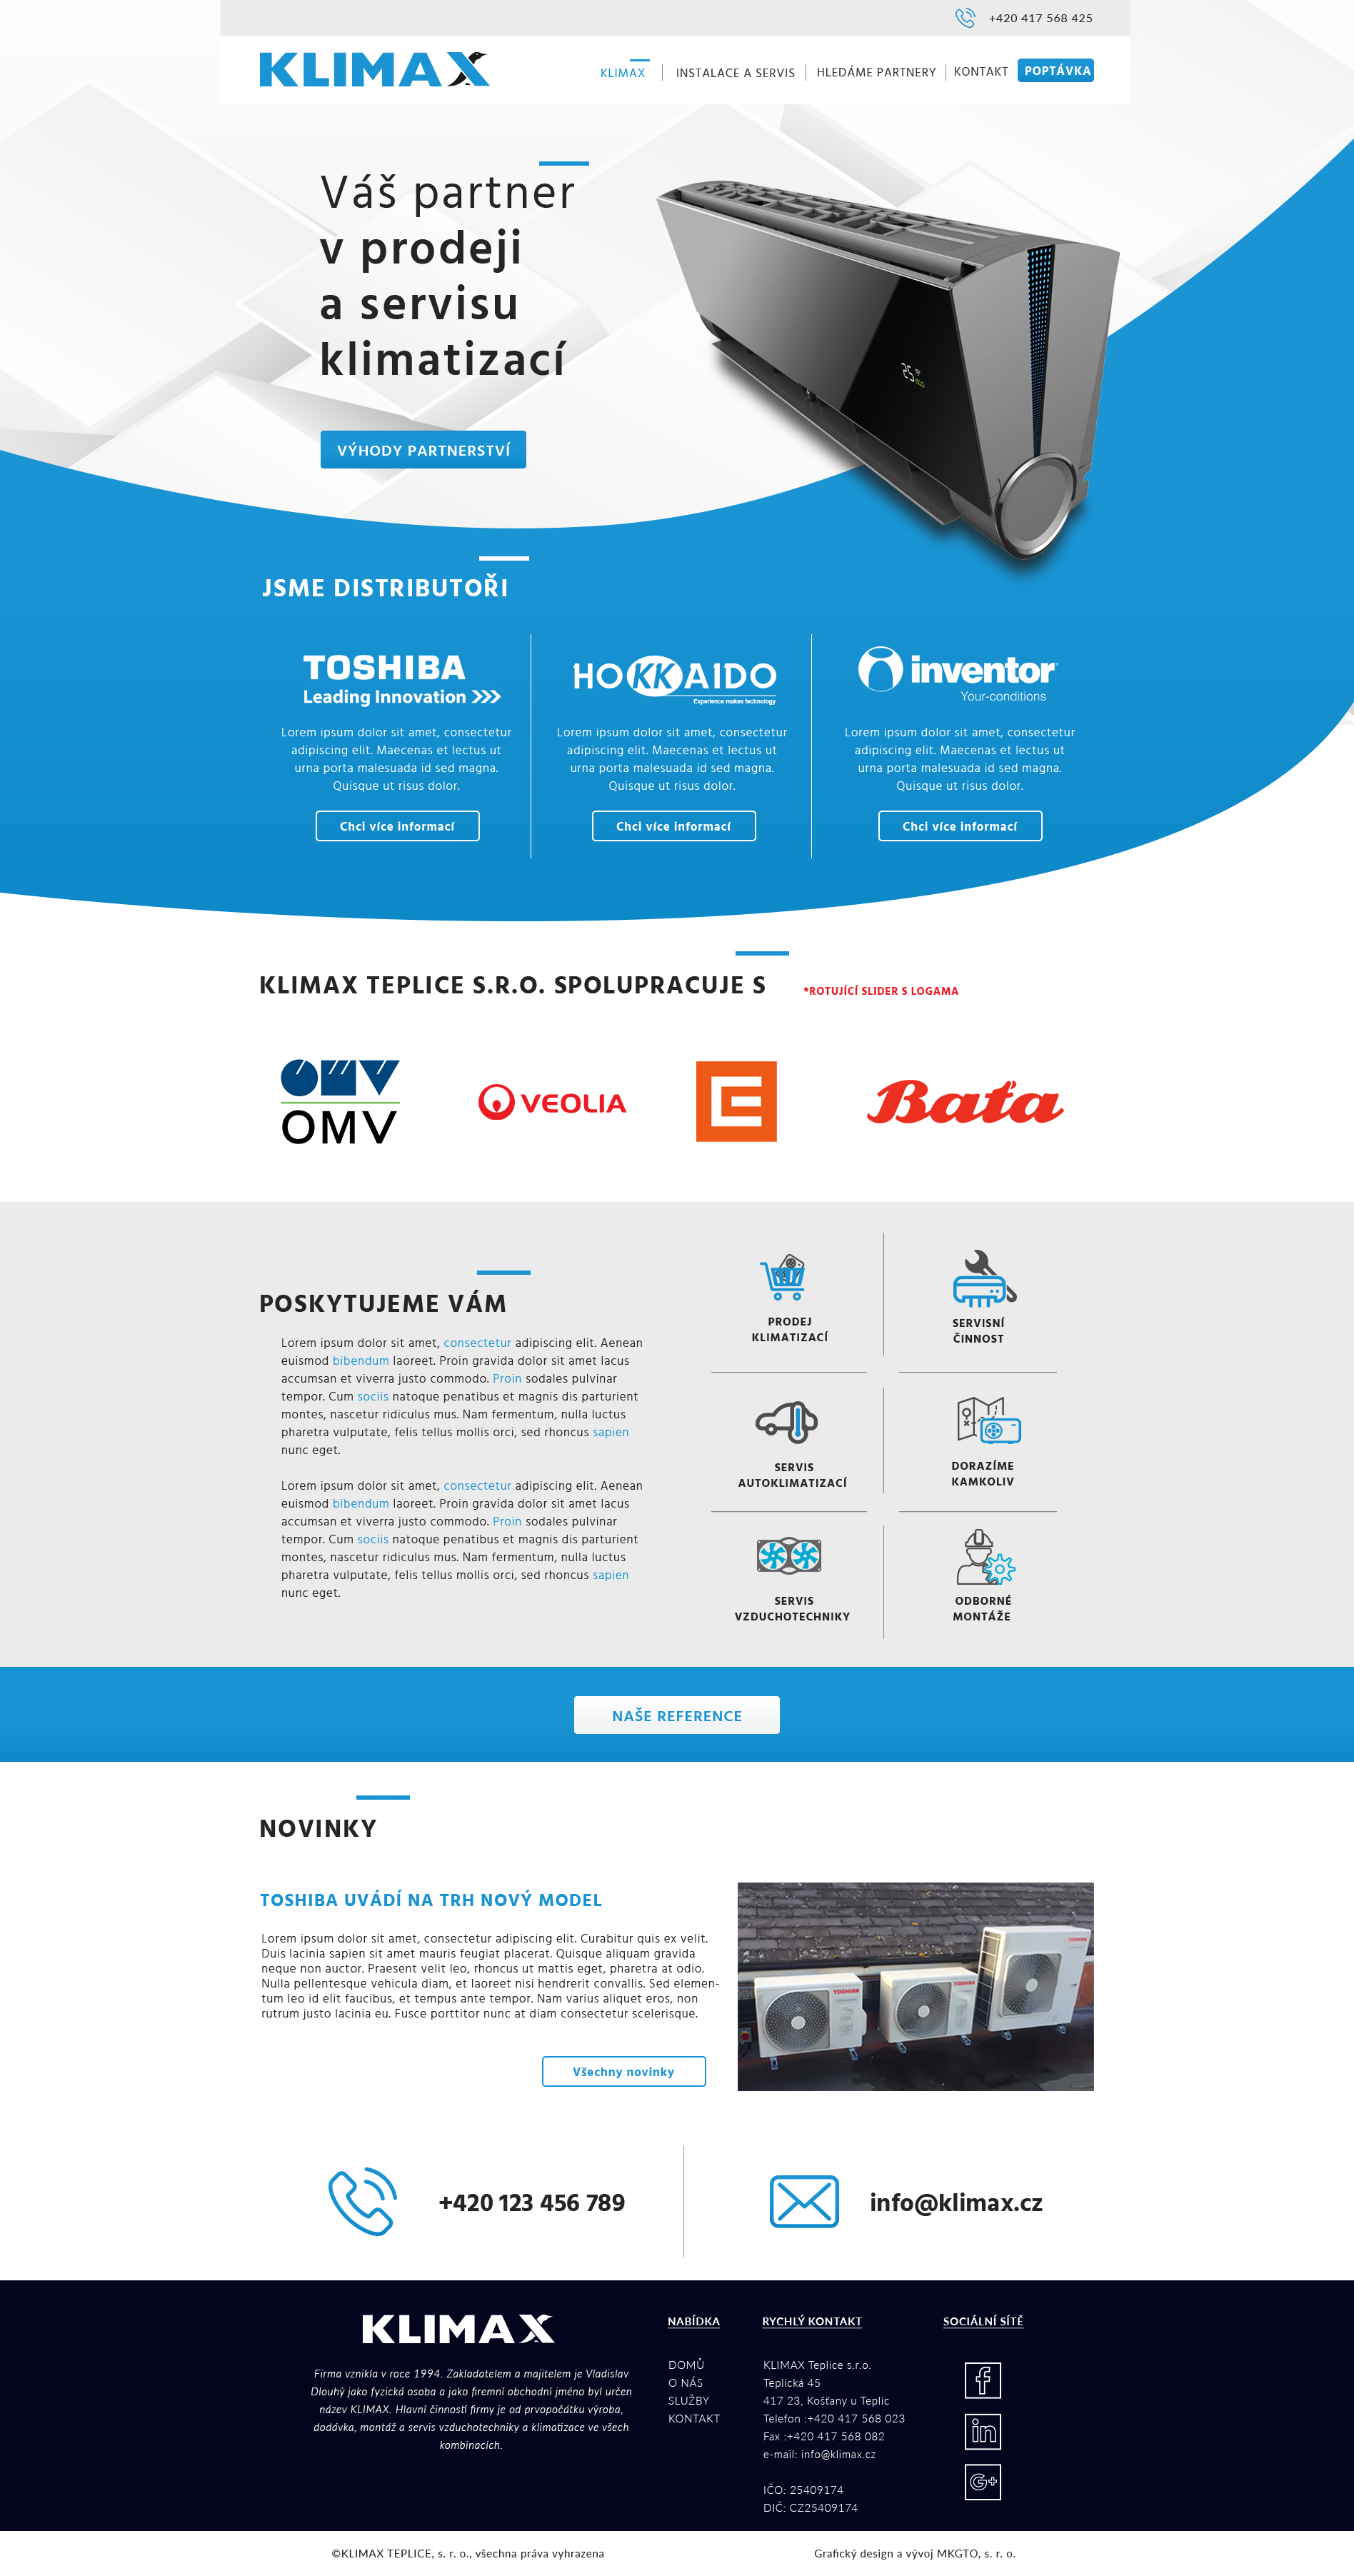 +420 417 568 425
KLIMAX
KLIMAX
INSTALACE A SERVIS
HLEDÁME PARTNERY
KONTAKT
POPTÁVKA
Váš partner
v prodeji
a servisu
klimatizací
25
eco
VÝHODY PARTNERSTVÍ
JSME DISTRIBUTOŘI
TOSHIBA
Leading Innovation
Lorem ipsum dolor sit amet, consectetur
adipiscing elit. Maecenas et lectus ut
urna porta malesuada id sed magna.
Quisque ut risus dolor.
Chci více informací
HOKKAIDO
Experience makes technology
Lorem ipsum dolor sit amet, consectetur
adipiscing elit. Maecenas et lectus ut
urna porta malesuada id sed magna.
Quisque ut risus dolor.
Chci více informací
inventor
Your-conditions
Lorem ipsum dolor sit amet, consectetur
adipiscing elit. Maecenas et lectus ut
urna porta malesuada id sed magna.
Quisque ut risus dolor.
Chci více informací
KLIMAX TEPLICE S.R.O. SPOLUPRACUJE S
*ROTUJÍCÍ SLIDER S LOGAMA
OMV
VEOLIA
Baťa
POSKYTUJEME VÁM
Lorem ipsum dolor sit amet, consectetur adipiscing elit. Aenean
euismod bibendum laoreet. Proin gravida dolor sit amet lacus
accumsan et viverra justo commodo. Proin sodales pulvinar
tempor. Cum sociis natoque penatibus et magnis dis parturient
montes, nascetur ridiculus mus. Nam fermentum, nulla luctus
pharetra vulputate, felis tellus mollis orci, sed rhoncus sapien
nunc eget.
Lorem ipsum dolor sit amet, consectetur adipiscing elit. Aenean
euismod bibendum laoreet. Proin gravida dolor sit amet lacus
accumsan et viverra justo commodo. Proin sodales pulvinar
tempor. Cum sociis natoque penatibus et magnis dis parturient
montes, nascetur ridiculus mus. Nam fermentum, nulla luctus
pharetra vulputate, felis tellus mollis orci, sed rhoncus sapien
nunc eget.
PRODEJ
KLIMATIZACÍ
SERVISNÍ
ČINNOST
SERVIS
AUTOKLIMATIZACÍ
DORAZÍME
KAMKOLIV
SERVIS
VZDUCHOTECHNIKY
ODBORNÉ
MONTÁŽE
NAŠE REFERENCE
NOVINKY
TOSHIBA UVÁDÍ NA TRH NOVÝ MODEL
Lorem ipsum dolor sit amet, consectetur adipiscing elit. Curabitur quis ex velit.
Duis lacinia sapien sit amet mauris feugiat placerat. Quisque aliquam gravida
neque non auctor. Praesent velit leo, rhoncus ut mattis eget, pharetra at odio.
Nulla pellentesque vehicula diam, et laoreet nisi hendrerit convallis. Sed elemen-
tum leo id elit faucibus, et tempus ante tempor. Nam varius aliquet eros, non
rutrum justo lacinia eu. Fusce porttitor nunc at diam consectetur scelerisque.
Všechny novinky
TOSHIBA
TOSHIBA
TOSHIBA
+420 123 456 789
info@klimax.cz
KLIMAX
Firma vznikla v roce 1994. Zakladatelem a majitelem je Vladislav
Dlouhý jako fyzická osoba a jako firemní obchodní jméno byl určen
název KLIMAX. Hlavní činností firmy je od prvopočátku výroba,
dodávka, montáž a servis vzduchotechniky a klimatizace ve všech
kombinacích.
NABÍDKA
DOMŮ
O NÁS
SLUŽBY
KONTAKT
RYCHLÝ KONTAKT
KLIMAX Teplice s.r.o.
Teplická 45
417 23, Košťany u Teplic
Telefon :+420 417 568 023
Fax :+420 417 568 082
e-mail: info@klimax.cz
IČO: 25409174
DIČ: CZ25409174
SOCIÁLNÍ SÍTĚ
f
in
G+
©KLIMAX TEPLICE, s. r. o., všechna práva vyhrazena
Grafický design a vývoj MKGTO, s. r. o.